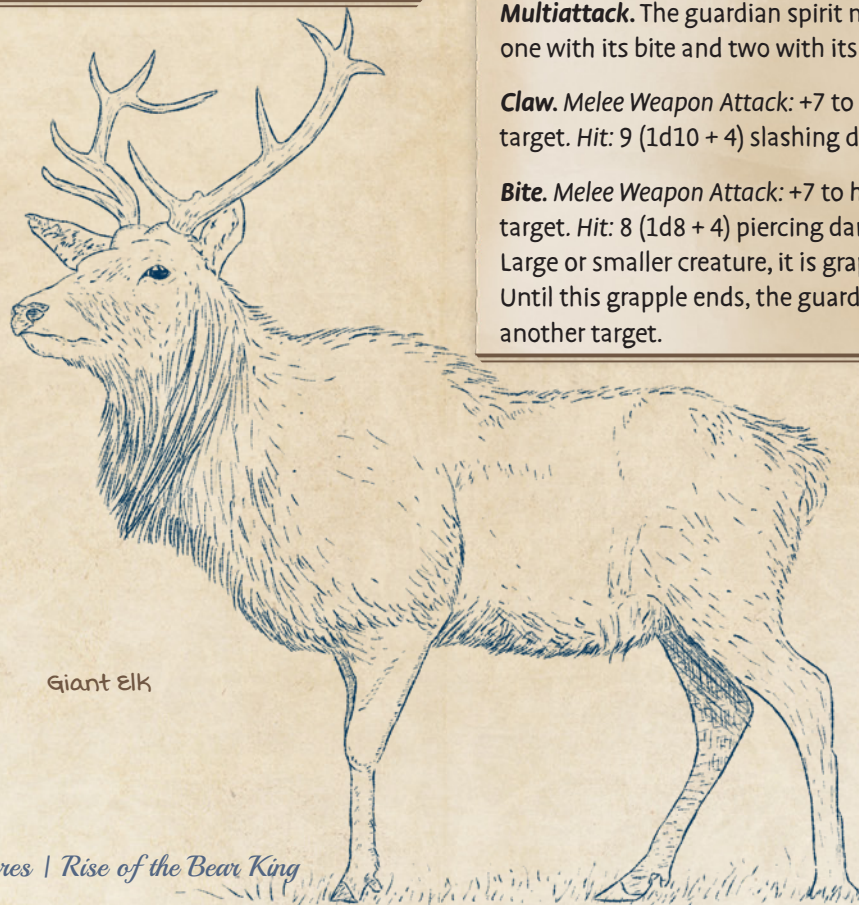 Multiattack. The guardian spirit
one with its bite and two with its
Claw. Melee Weapon Attack: +7 to
target. Hit: 9 (1d10 + 4) slashing
Bite. Melee Weapon Attack: +7 to
target. Hit: 8 (1d8 + 4) piercing
Large or smaller creature, it is
Until this grapple ends, the
another target.
Giant Elk
res | Rise of the Bear King